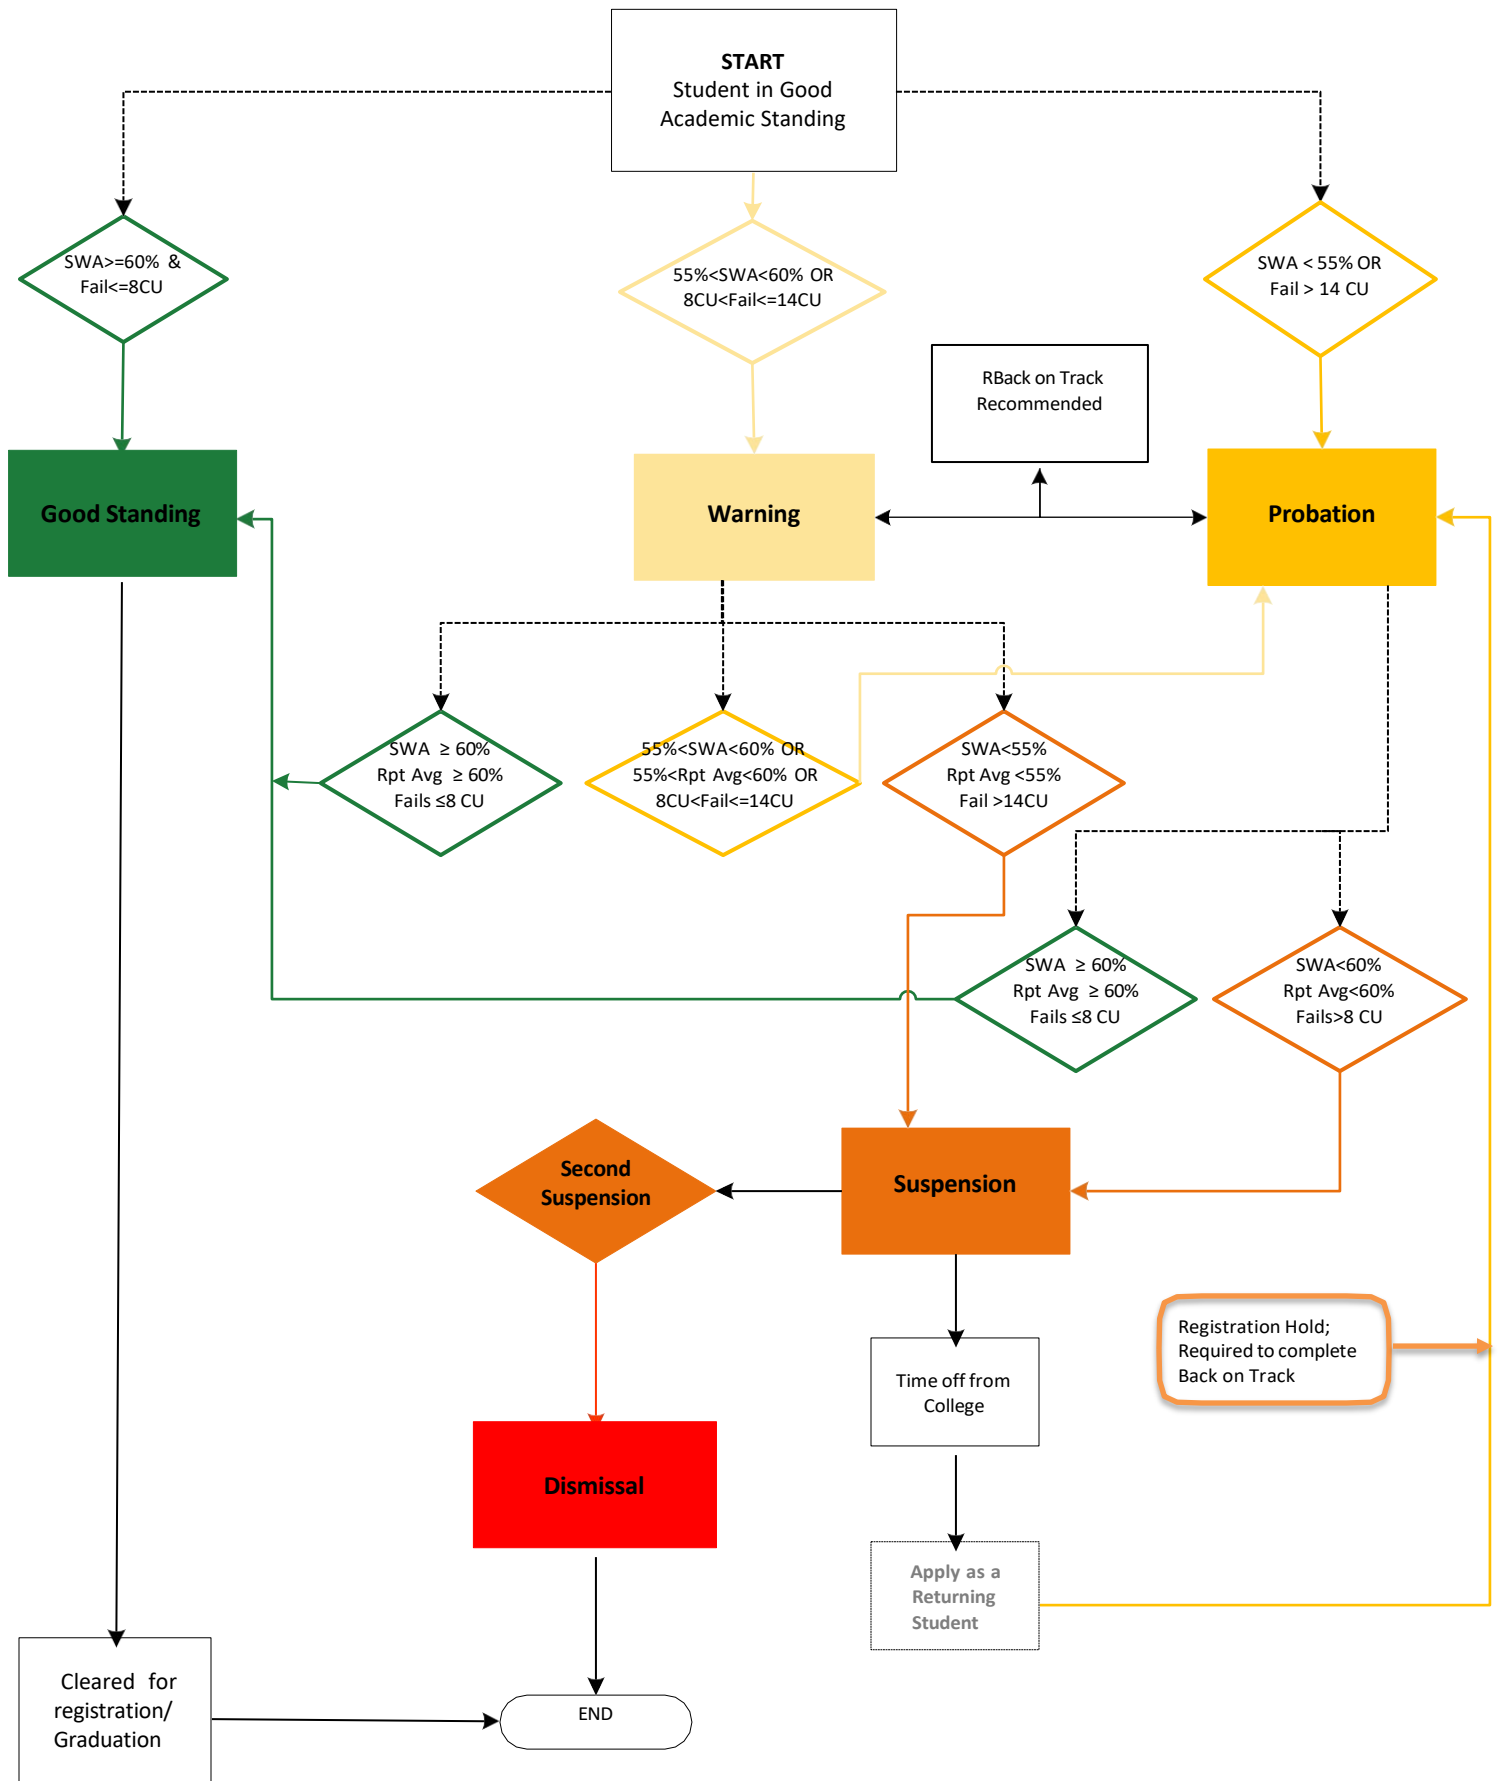 START
Student in Good
Academic Standing
SWA>=60% &
Fail<=8CU
55%<SWA<60% OR
8CU<Fail<=14CU
SWA < 55% OR
Fail > 14 CU
RBack on Track
Recommended
Good Standing
Warning
Probation
SWA ≥ 60%
Rpt Avg ≥ 60%
Fails ≤8 CU
55%<SWA<60% OR
55%<Rpt Avg<60% OR
8CU<Fail<=14CU
SWA<55%
Rpt Avg <55%
Fail >14CU
SWA ≥ 60%
Rpt Avg ≥ 60%
Fails ≤8 CU
SWA<60%
Rpt Avg<60%
Fails>8 CU
Second
Suspension
Suspension
Registration Hold;
Required to complete
Back on Track
Time off from
College
Dismissal
Apply as a
Returning
Student
Cleared for
registration/
Graduation
END